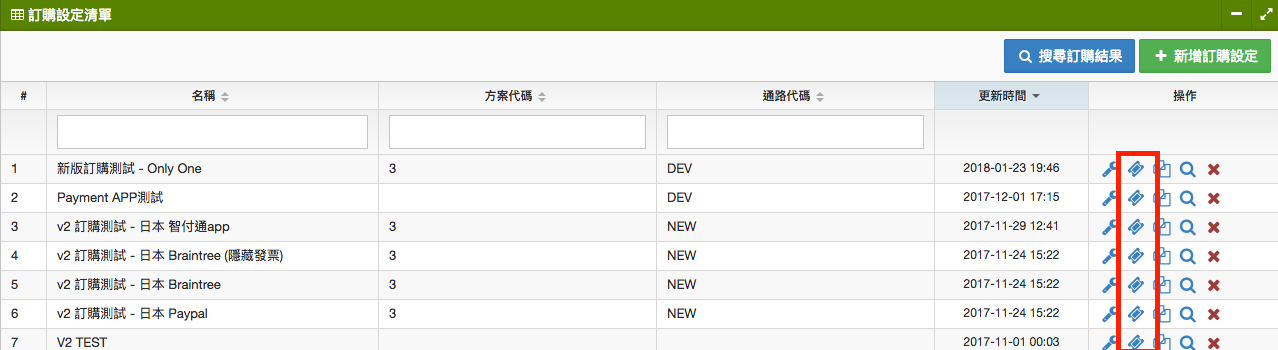 訂購設定清單
搜尋訂購結果 新增訂購設定
# 名稱 方案代碼 通路代碼 更新時間 操作
1 新版訂購測試 - Only One 3 DEV 2018-01-23 19:46
2 Payment APP測試 DEV 2017-12-01 17:15
3 v2 訂購測試 - 日本 智付通app 3 NEW 2017-11-29 12:41
4 v2 訂購測試 - 日本 Braintree (隱藏發票) 3 NEW 2017-11-24 15:22
5 v2 訂購測試 - 日本 Braintree 3 NEW 2017-11-24 15:22
6 v2 訂購測試 - 日本 Paypal 3 NEW 2017-11-24 15:22
7 V2 TEST 2017-11-01 00:03